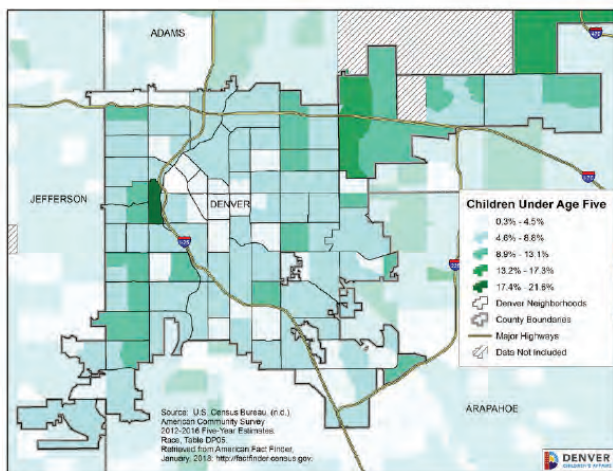 ADAMS
JEFFERSON
DENVER
ARAPAHOE
Children Under Age Five
0.3% - 4.5%
4.6% - 8.8%
8.9% - 13.1%
13.2% - 17.3%
17.4% - 21.6%
Denver Neighborhoods
County Boundaries
Major Highways
Data Not Included
Source: U.S. Census Bureau. (n.d.).
American Community Survey
2012-2016 Five-Year Estimates.
Race, Table DP05.
Retrieved from American Fact Finder,
January, 2018: http://factfinder.census.gov.
DENVER
CHILDREN'S AFFAIRS